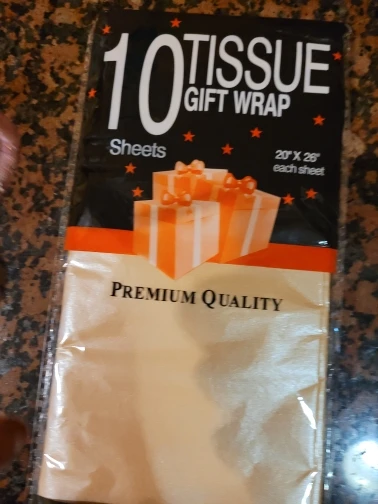 10 TISSUE
GIFT WRAP
Sheets
20" X 26"
each sheet
PREMIUM QUALITY